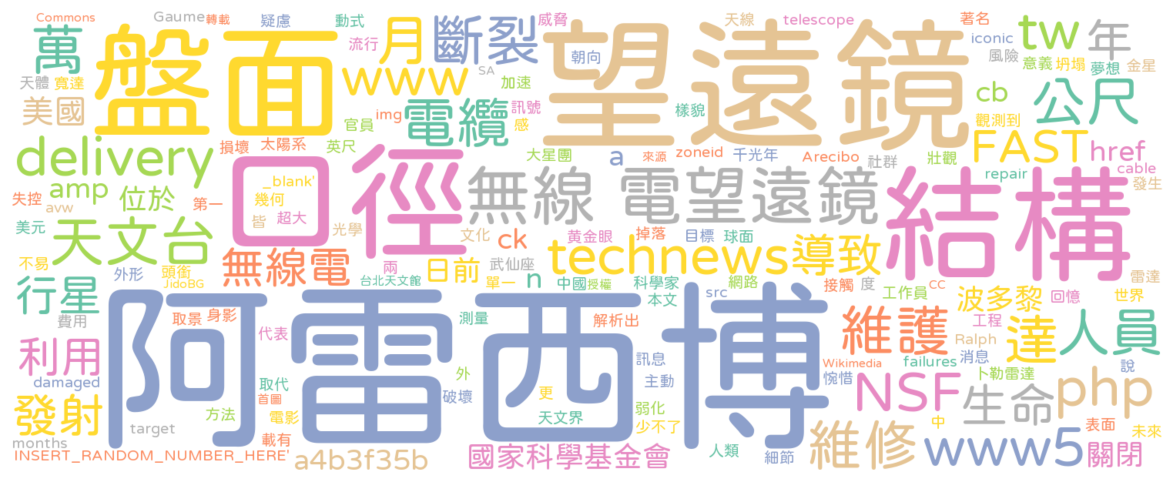 Commons Gaume 轉載 疑慮 動式 威脅 天線 telescope 著名
萬 盤面 流行 月 斷裂 望遠鏡 朝向 iconic tw 年
天體 寬達 www SA 加速 風險 意義 坍塌 夢想 金星
美國 img 電纜 訊號 樣貌 cb 公尺
官員 感 觀測到
delivery 損壞 太陽系 英尺 大星團 a 來源 zoneid 千光年 Arecibo 社群 壯觀 FAST href
失控 amp 位於 第一 _blank' 口徑 無線 電望遠鏡 結構 repair cable
avw 幾何 發生
美元 皆 超大
天文台 光學 文化 ck 黄金眼 掉落 目標 球面 technews 導致
不易 無線電 兩 日前 武仙座 科學家 度 雷達
行星 外形 頭銜 台北天文館 單一 n 中國 授權 網路 接觸 工作員 波多黎 回憶 世界
JidoBG 本文 src cc
費用 取景 身影 阿雷西博 測量 解析出 維護 工程 達 人員
利用 代表 訊息 Ralph
damaged 取代 外 破壞 主動 Wikimedia failures 消息 說
首圖 更 惋惜 卜勒雷達
發射 方法 電影 天文界 弱化 NSF 生命 php
target 載有 少不了 中 表面 未來
months 國家科學基金會 人類 細節 維修 www5 關閉
INSERT_RANDOM_NUMBER_HERE' a4b3f35b